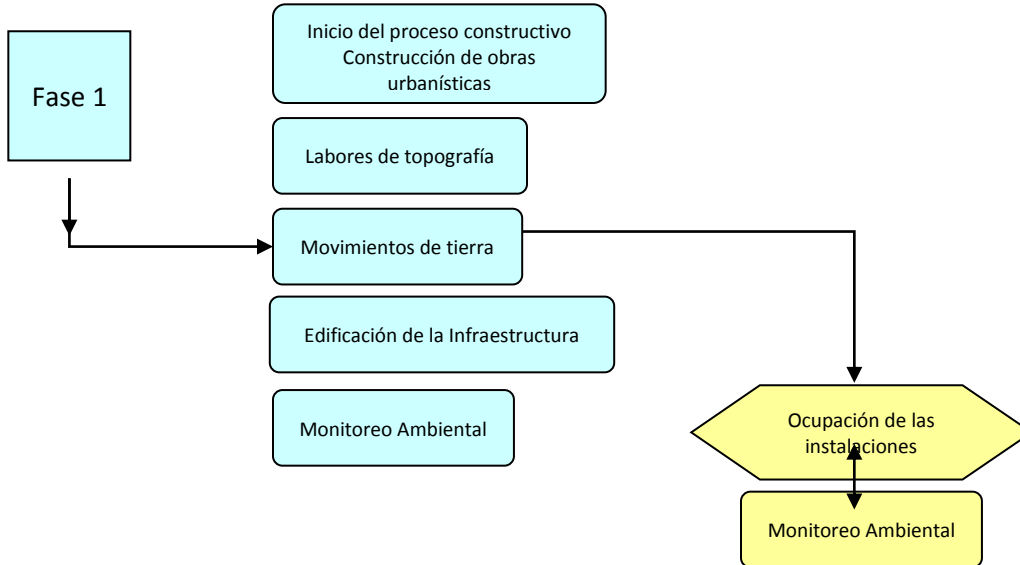 Fase 1
Inicio del proceso constructivo
Construcción de obras
urbanísticas
Labores de topografía
Movimientos de tierra
Edificación de la Infraestructura
Monitoreo Ambiental
Ocupación de las
instalaciones
Monitoreo Ambiental